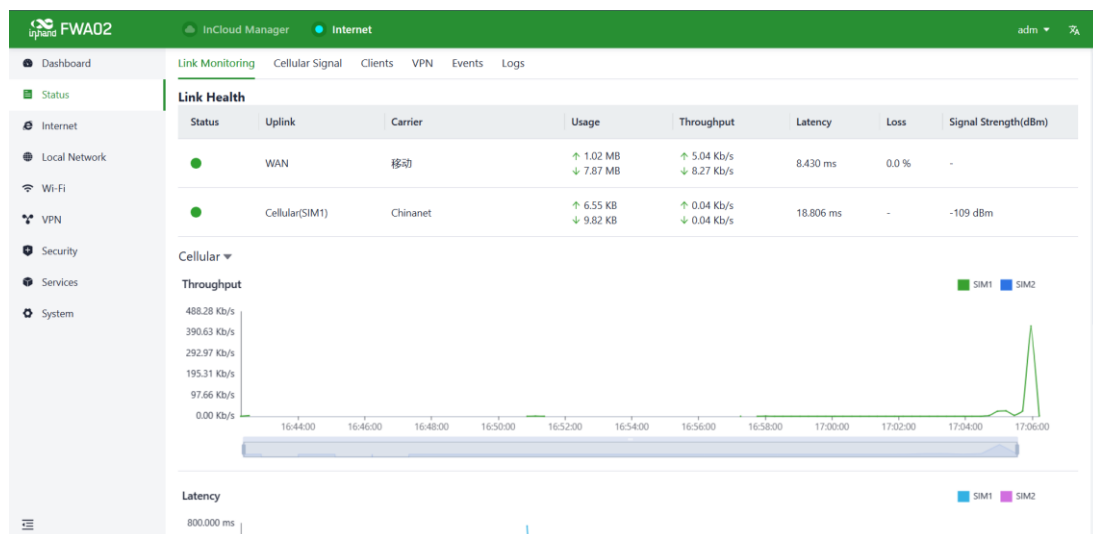 inhand FWA02
InCloud Manager
Internet
adm
Dashboard
Status
Internet
Local Network
Wi-Fi
VPN
Security
Services
System
Link Monitoring Cellular Signal Clients VPN Events Logs
Link Health
Status Uplink Carrier Usage Throughput Latency Loss Signal Strength(dBm)
WAN 移动 ↑ 1.02 MB ↑ 5.04 Kb/s 8.430 ms 0.0 % -
↓ 7.87 MB ↓ 8.27 Kb/s
Cellular(SIM1) Chinanet ↑ 6.55 KB ↑ 0.04 Kb/s 18.806 ms - -109 dBm
↓ 9.82 KB ↓ 0.04 Kb/s
Cellular
Throughput
SIM1 SIM2
488.28 Kb/s
390.63 Kb/s
292.97 Kb/s
195.31 Kb/s
97.66 Kb/s
0.00 Kb/s
16:44:00 16:46:00 16:48:00 16:50:00 16:52:00 16:54:00 16:56:00 16:58:00 17:00:00 17:02:00 17:04:00 17:06:00
Latency
SIM1 SIM2
800.000 ms